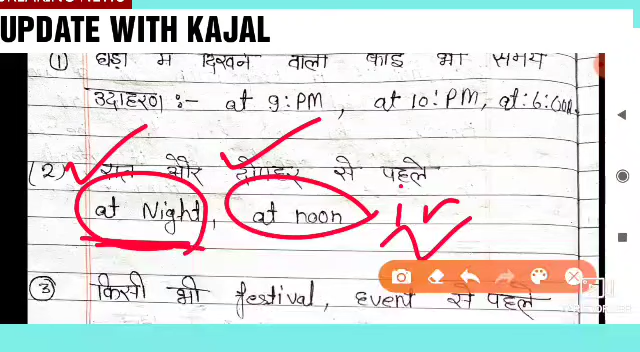 UPDATE WITH KAJAL
(1) घड़ी में दिखने वाला कोई भी समय
उदाहरण :- at 9:PM, at 10:PM, at:6:00
(2) रात और दोपहर से पहले
at Night, at noon
(3) किसी भी festival, event से पहले